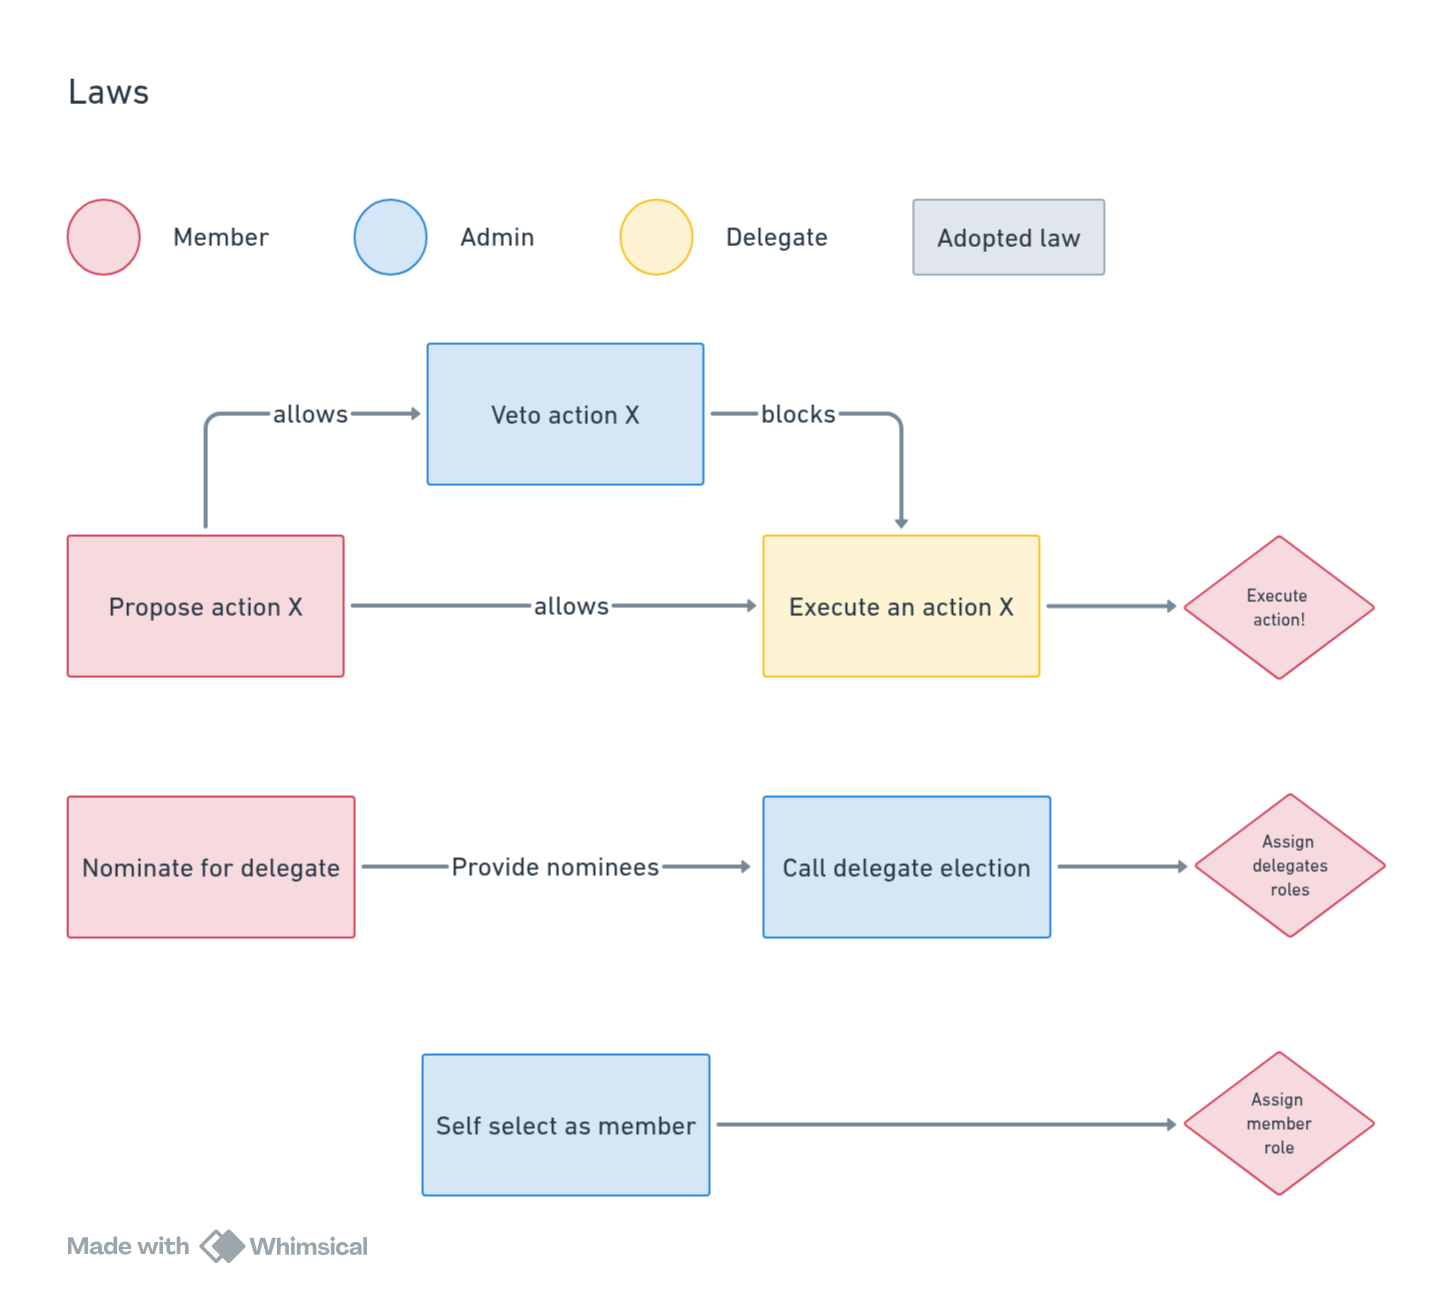 Laws
Member
Admin
Delegate
Adopted law
Veto action X
allows
blocks
Propose action X
allows
Execute an action X
Execute
action!
Nominate for delegate
Provide nominees
Call delegate election
Assign
delegates
roles
Self select as member
Assign
member
role
Made with Whimsical